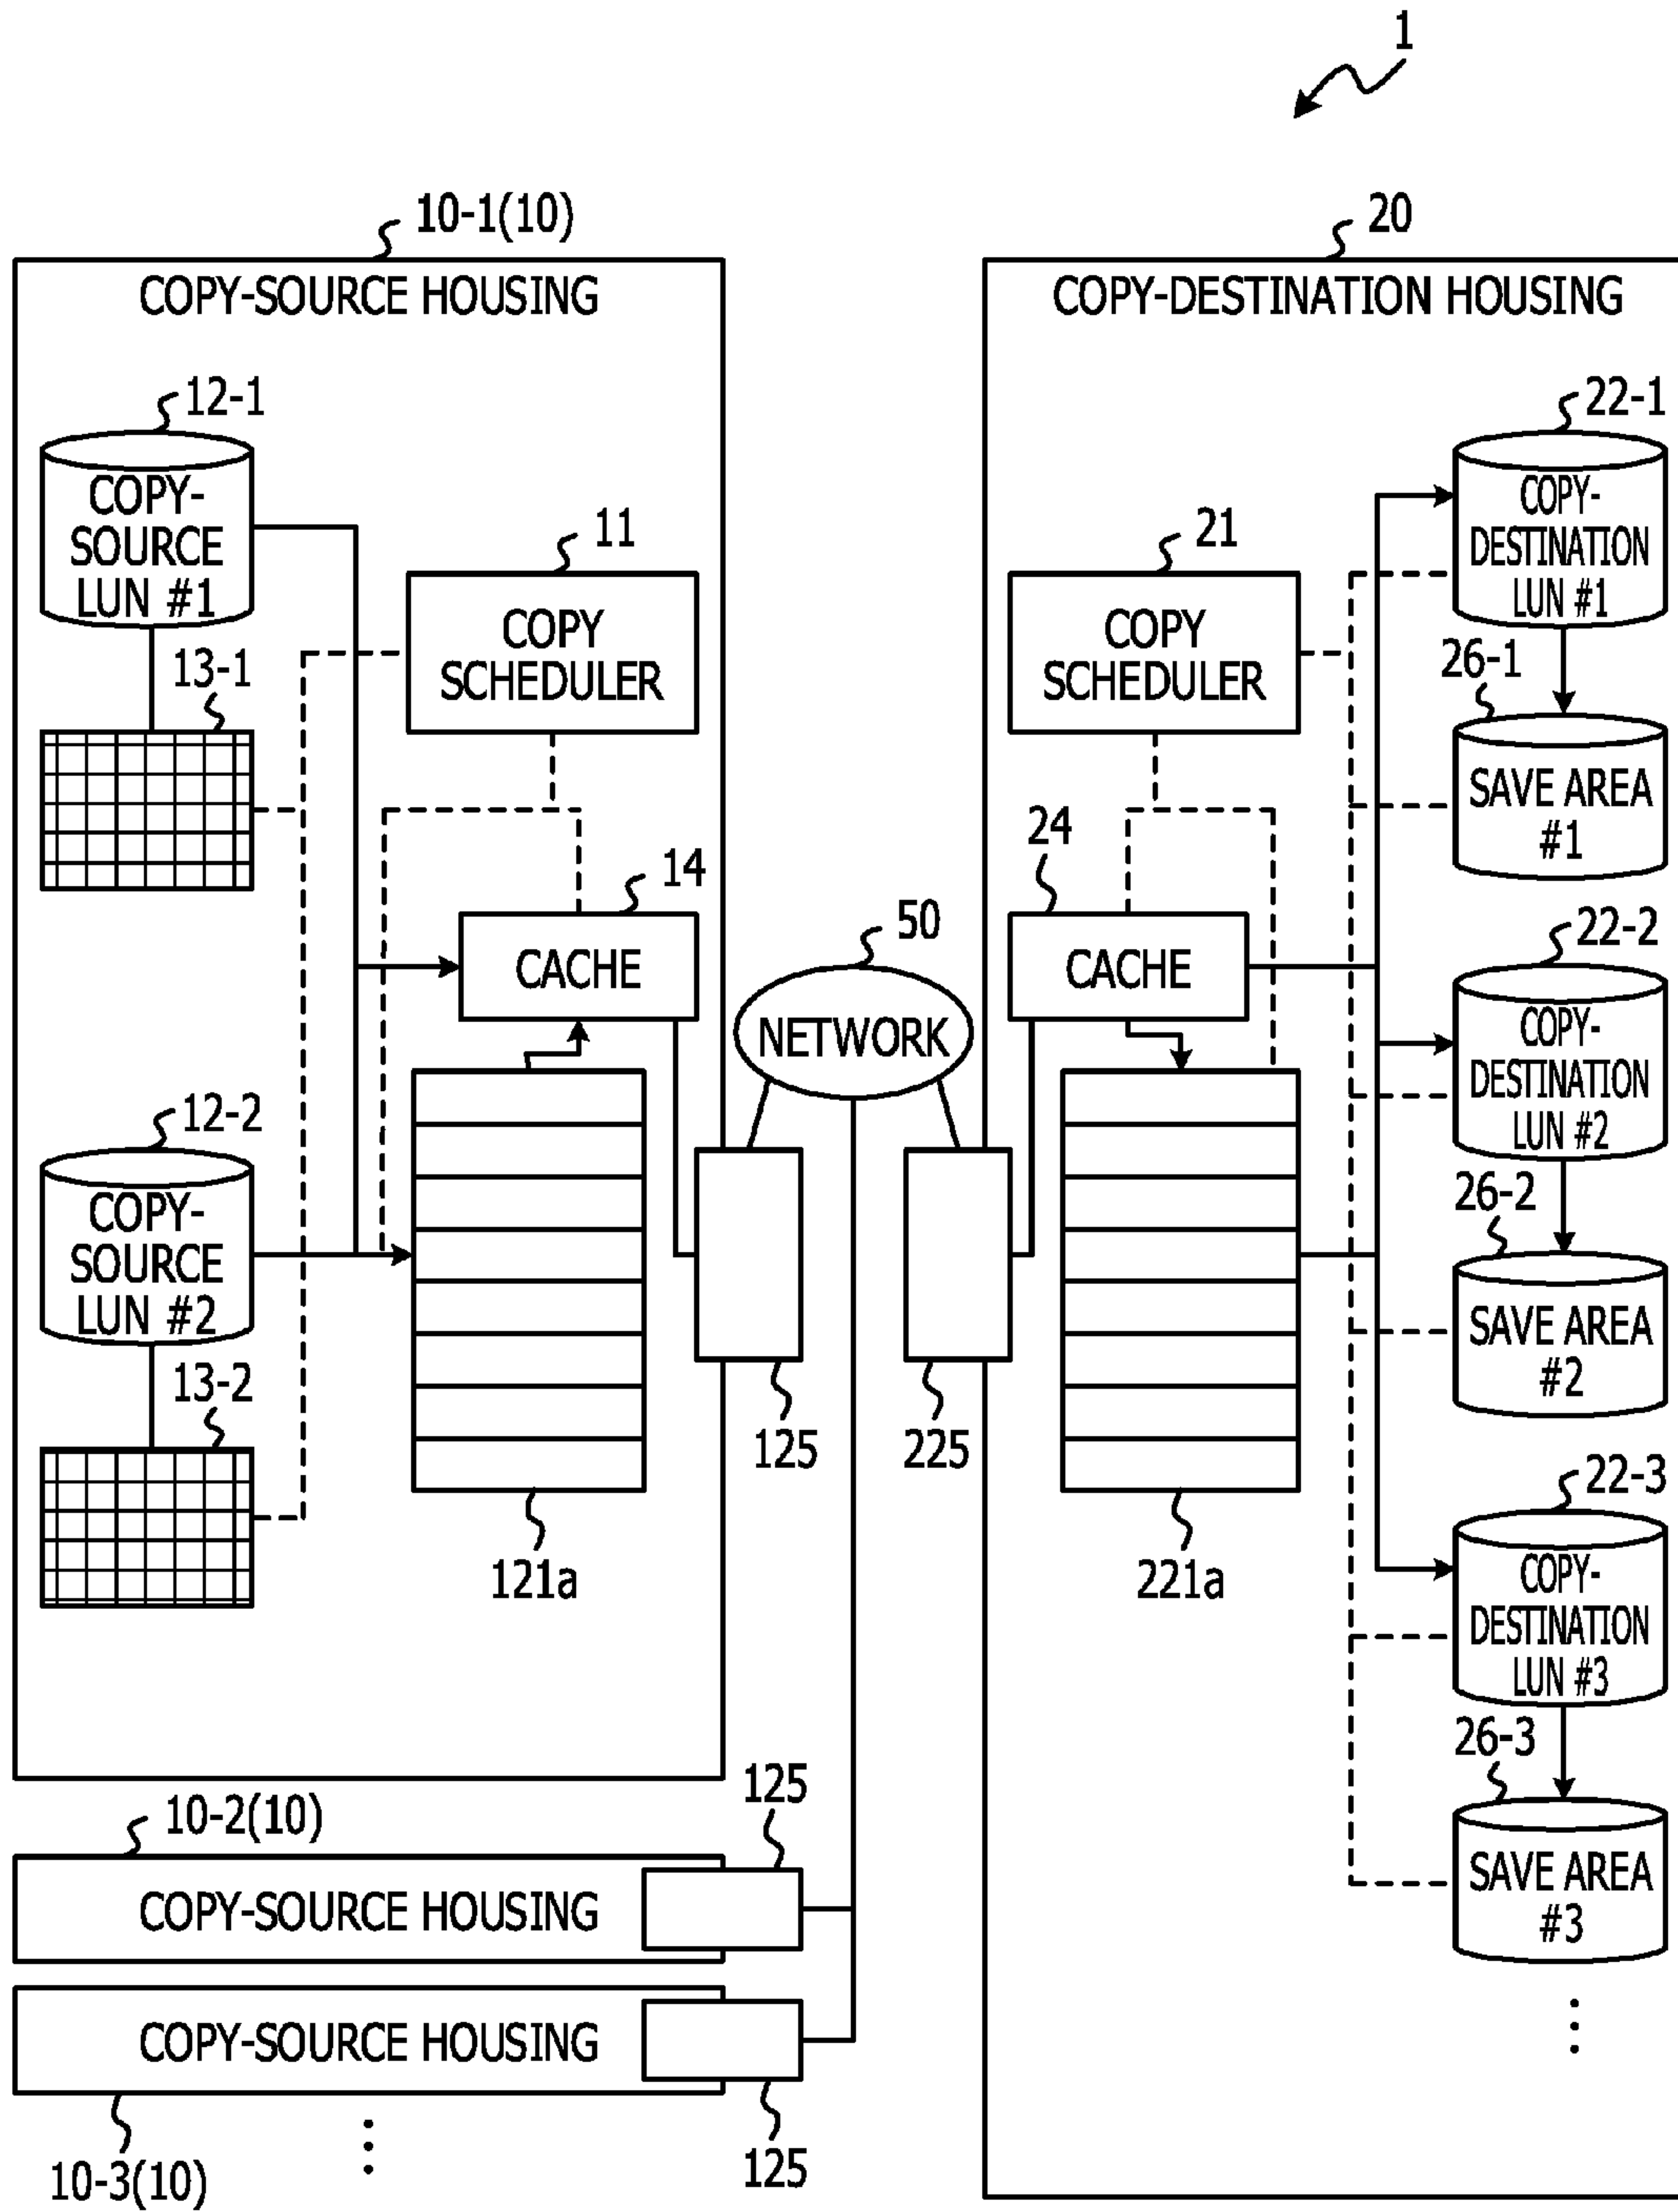 1
10-1(10)
COPY-SOURCE HOUSING
12-1
COPY-
SOURCE
LUN #1
13-1
11
COPY
SCHEDULER
14
CACHE
12-2
COPY-
SOURCE
LUN #2
13-2
121a
125
50
NETWORK
10-2(10)
COPY-SOURCE HOUSING
125
COPY-SOURCE HOUSING
10-3(10)
125
20
COPY-DESTINATION HOUSING
21
COPY
SCHEDULER
24
CACHE
225
221a
22-1
COPY-
DESTINATION
LUN #1
26-1
SAVE AREA
#1
22-2
COPY-
DESTINATION
LUN #2
26-2
SAVE AREA
#2
22-3
COPY-
DESTINATION
LUN #3
26-3
SAVE AREA
#3